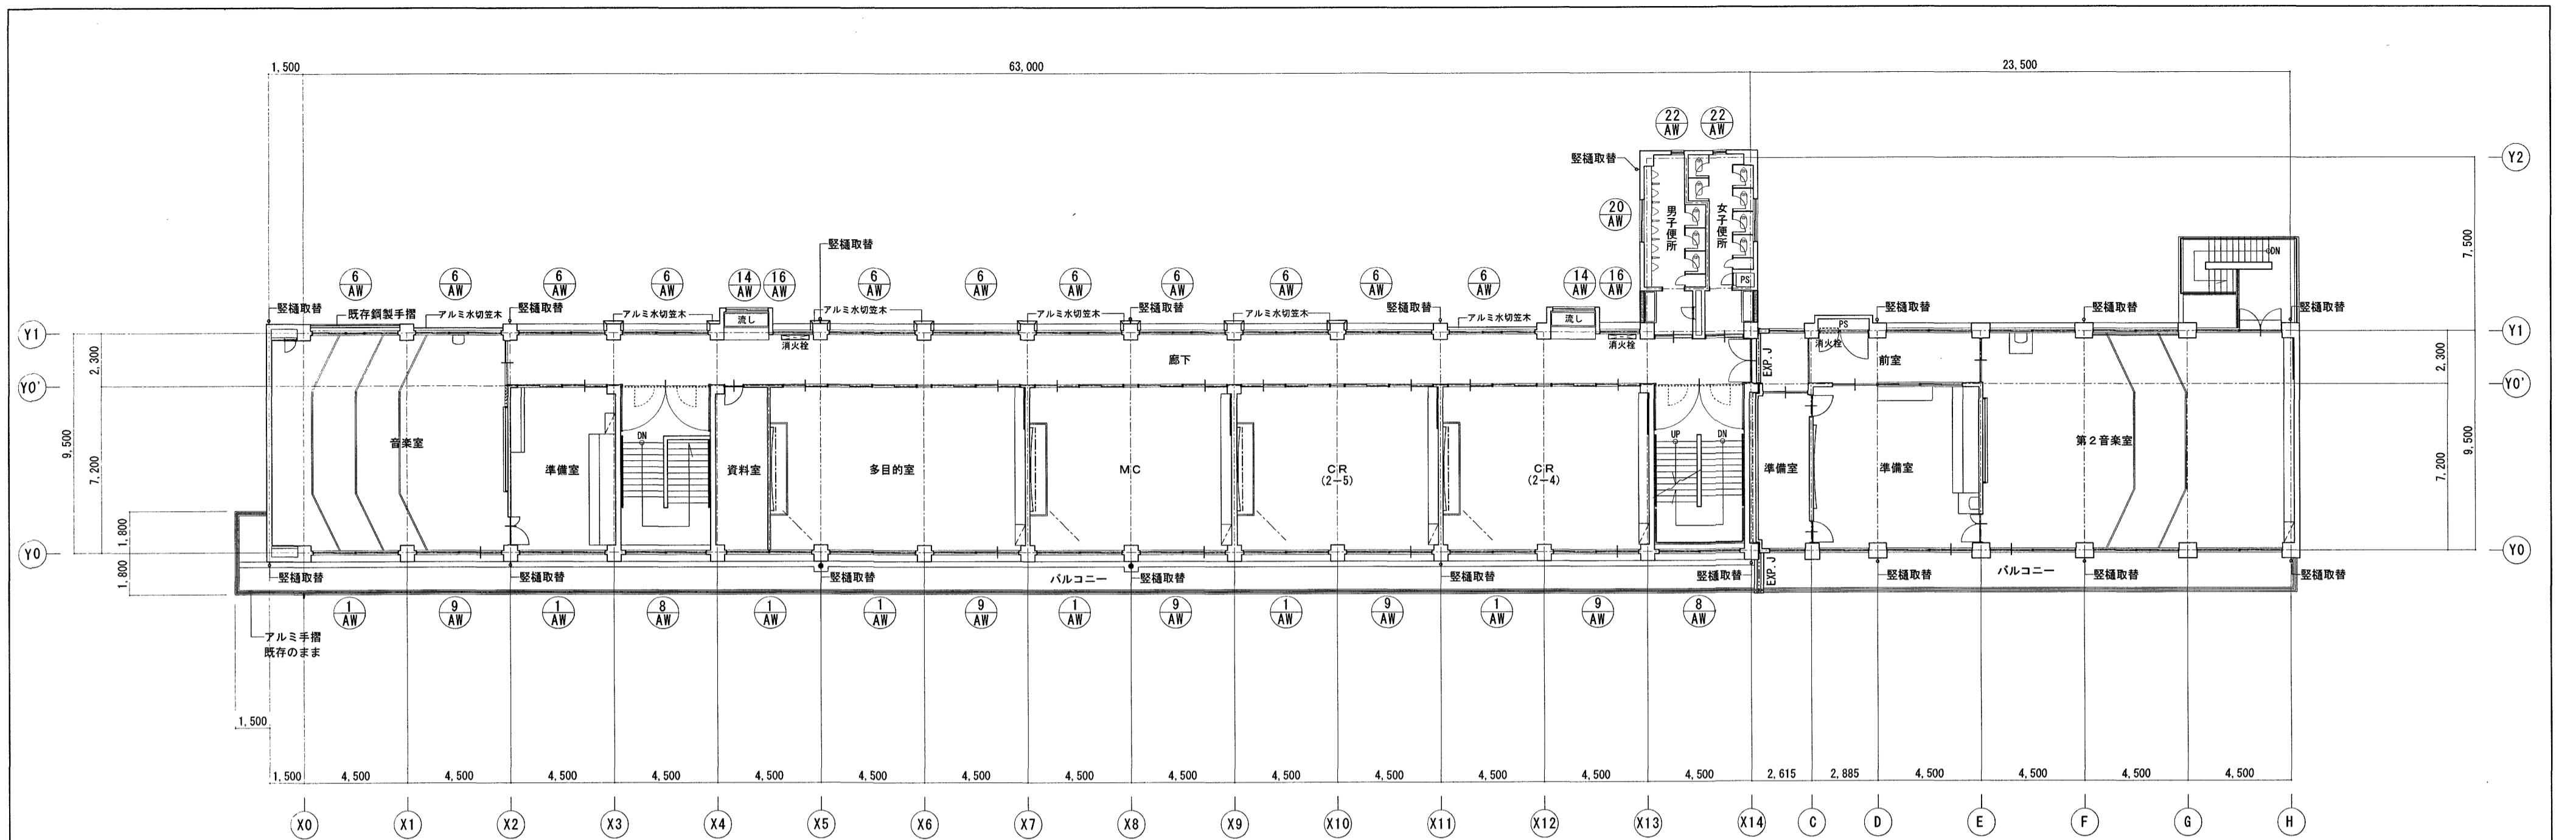 1,500
63,000
23,500
22
AW
22
AW
竪樋取替
Y2
20
AW
男子便所
女子便所
7,500
竪樋取替
DN
6
AW
6
AW
6
AW
6
AW
14
AW
16
AW
6
AW
6
AW
6
AW
6
AW
6
AW
6
AW
6
AW
14
AW
16
AW
PS
竪樋取替
既存鋼製手摺
アルミ水切笠木
竪樋取替
アルミ水切笠木
流し
アルミ水切笠木
アルミ水切笠木
竪樋取替
アルミ水切笠木
竪樋取替
アルミ水切笠木
流し
竪樋取替
竪樋取替
竪樋取替
Y1
消火栓
消火栓
PS
消火栓
Y1
2,300
廊下
EXP.J
前室
2,300
Y0'
Y0'
9,500
7,200
音楽室
準備室
DN
資料室
多目的室
MC
CR
(2-5)
CR
(2-4)
UP
DN
準備室
準備室
第2音楽室
7,200
9,500
1,800
Y0
Y0
1,800
竪樋取替
竪樋取替
竪樋取替
バルコニー
竪樋取替
竪樋取替
竪樋取替
EXP.J
竪樋取替
バルコニー
竪樋取替
竪樋取替
1
AW
9
AW
1
AW
8
AW
1
AW
1
AW
9
AW
1
AW
9
AW
1
AW
9
AW
1
AW
9
AW
8
AW
アルミ手摺
既存のまま
1,500
1,500
4,500
4,500
4,500
4,500
4,500
4,500
4,500
4,500
4,500
4,500
4,500
4,500
4,500
4,500
2,615
2,885
4,500
4,500
4,500
4,500
X0
X1
X2
X3
X4
X5
X6
X7
X8
X9
X10
X11
X12
X13
X14
C
D
E
F
G
H